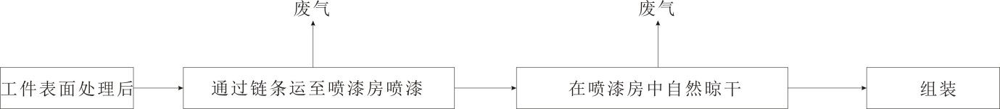 废气
废气
工件表面处理后
通过链条运至喷漆房喷漆
在喷漆房中自然晾干
组装